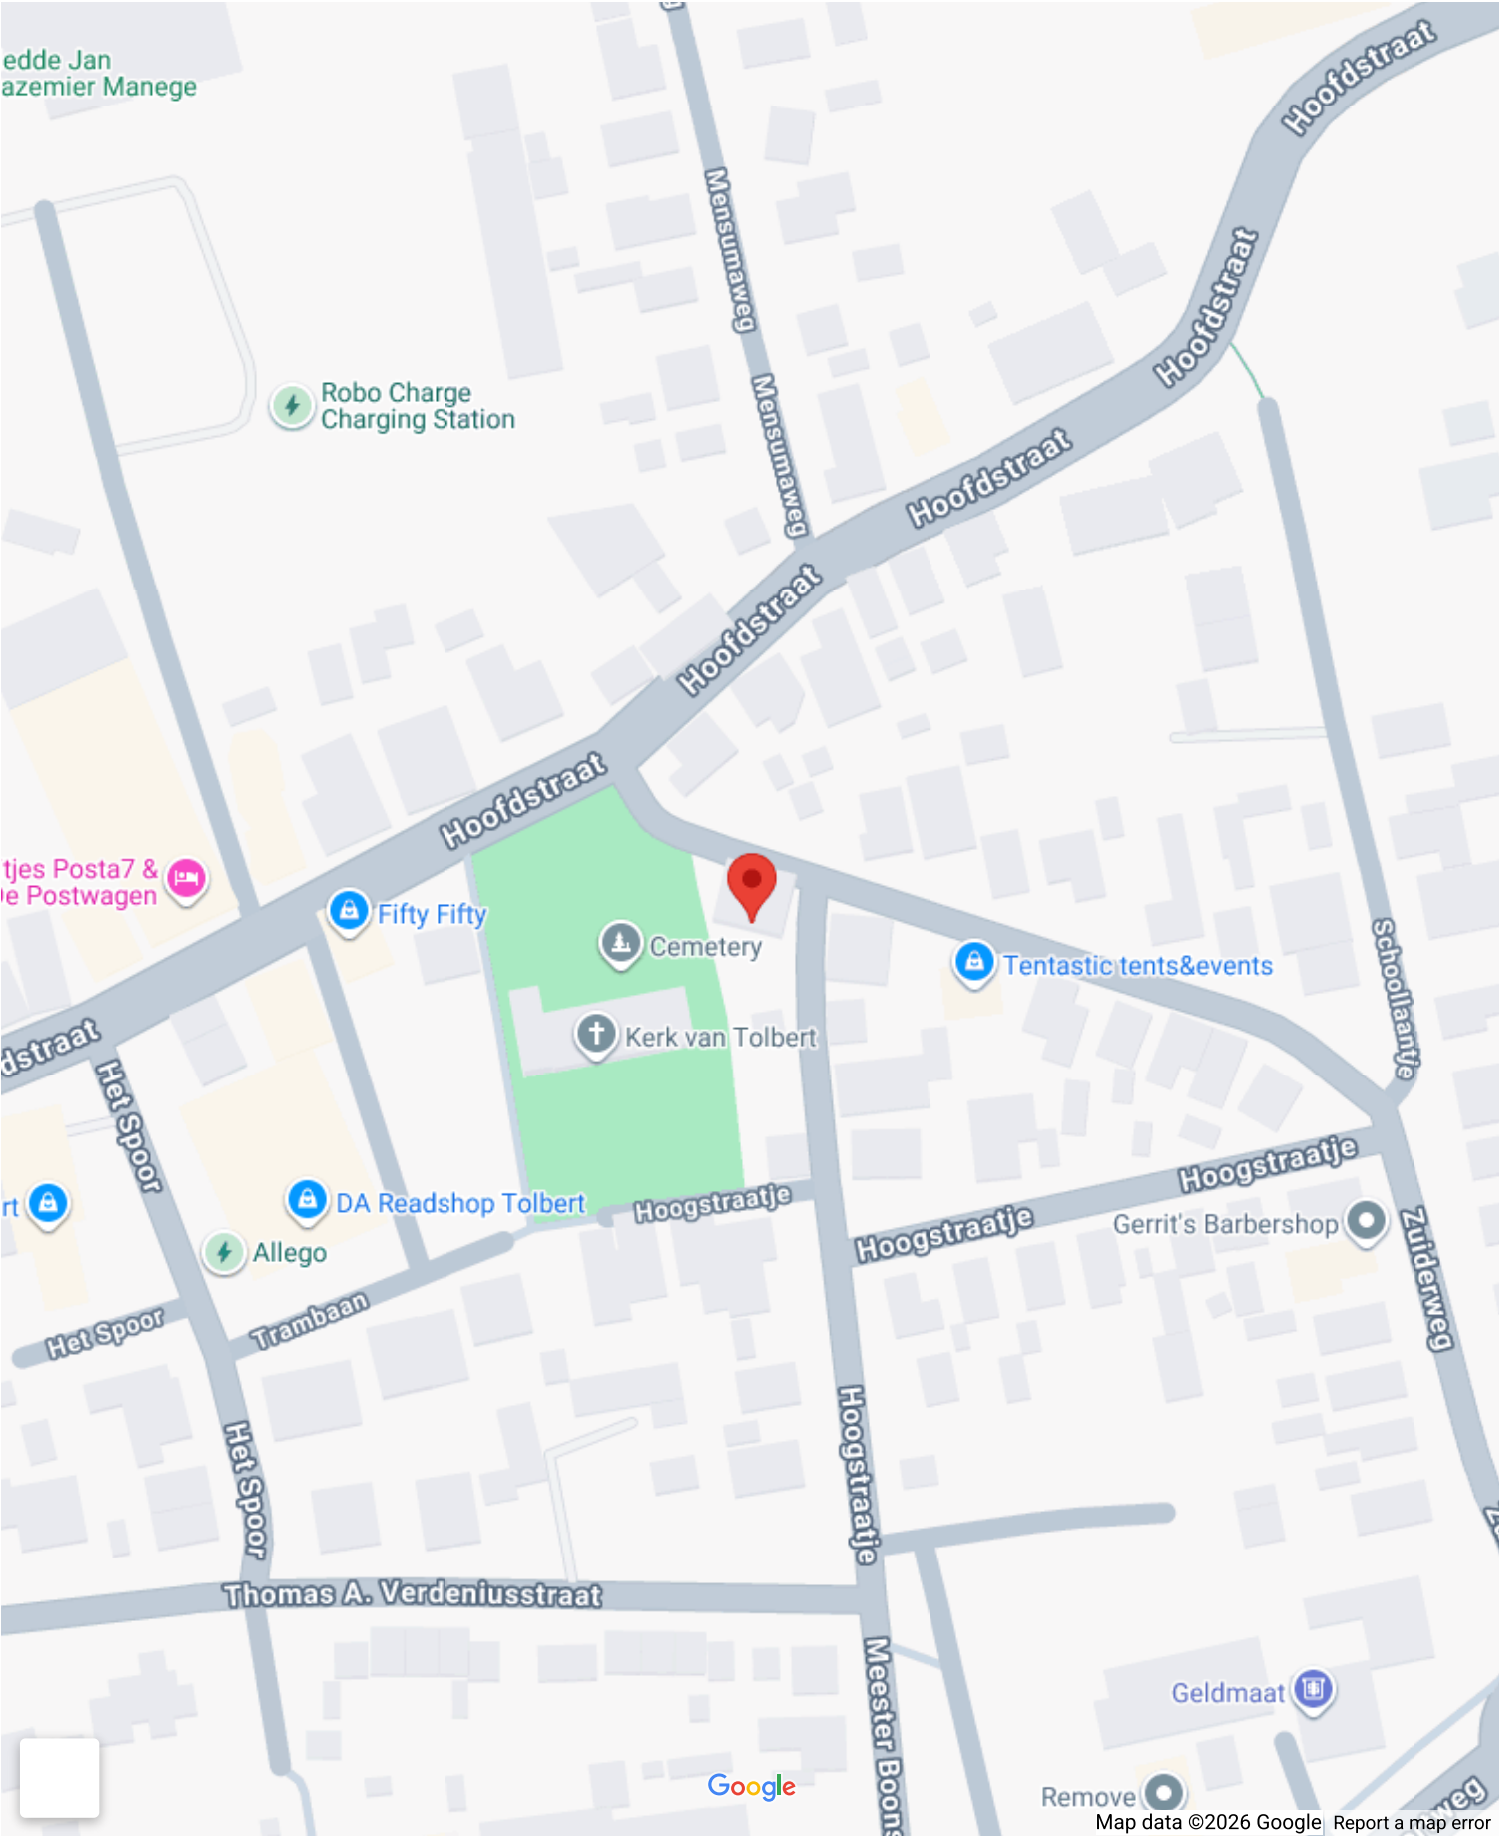 Hoofdstraat
edde Jan
azemier Manege
Mensumaweg
Hoofdstraat
Robo Charge
Charging Station
Mensumaweg
Hoofdstraat
Hoofdstraat
Hoofdstraat
tjes Posta7 &
De Postwagen
Fifty Fifty
Cemetery
Tentastic tents&events
Schoollaantje
Kerk van Tolbert
dstraat
Het Spoor
Hoogstraatje
Hoogstraatje
Hoogstraatje
rt
DA Readshop Tolbert
Gerrit's Barbershop
Allego
Zuiderweg
Het Spoor
Trambaan
Het Spoor
Hoogstraatje
Thomas A. Verdeniusstraat
Meester Boons
Geldmaat
Google
Remove
Map data ©2026 Google
Report a map error